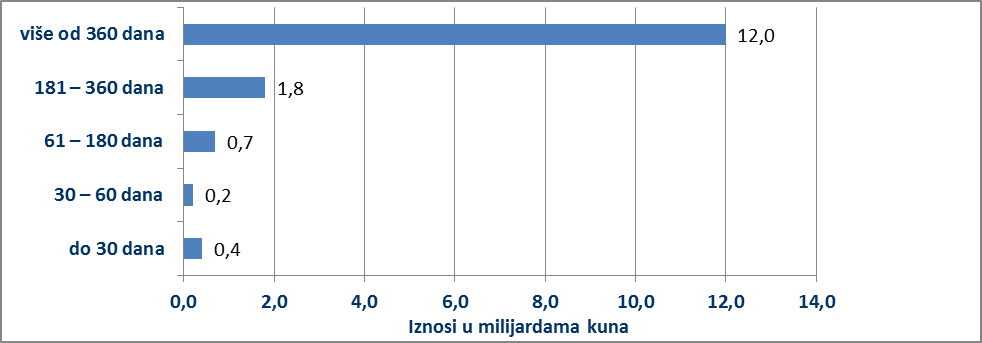 više od 360 dana
12,0
181 – 360 dana
1,8
61 – 180 dana
0,7
30 – 60 dana
0,2
do 30 dana
0,4
0,0 2,0 4,0 6,0 8,0 10,0 12,0 14,0
Iznosi u milijardama kuna